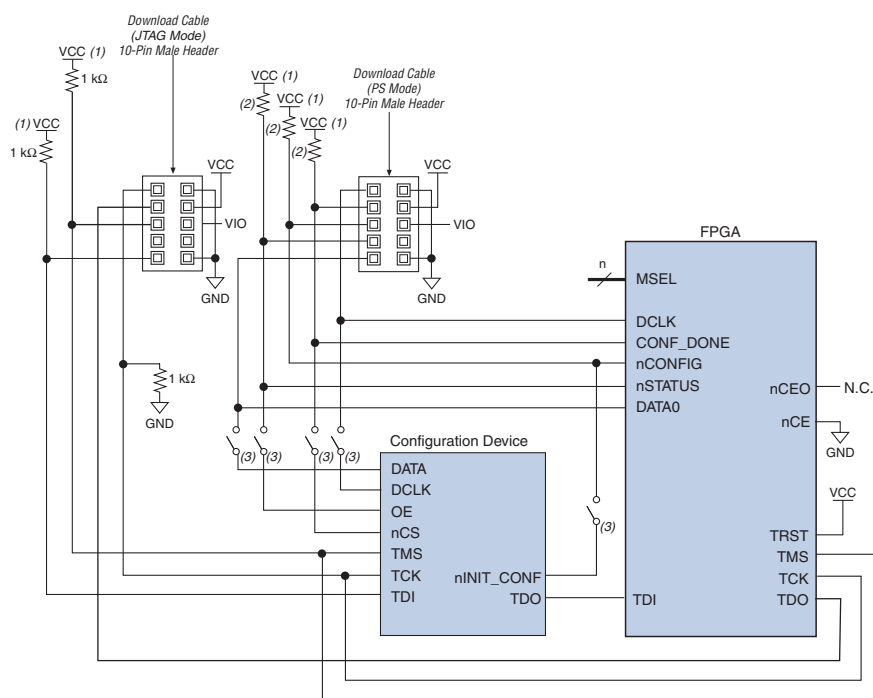 Download Cable
(JTAG Mode)
10-Pin Male Header
VCC (1)
1 kΩ
(1) VCC
1 kΩ
VCC
VIO
GND
1 kΩ
GND
Download Cable
(PS Mode)
10-Pin Male Header
VCC (1)
(2)
VCC (1)
(2)
VCC (1)
(2)
VCC
VIO
GND
(3)
(3)
(3)
(3)
Configuration Device
DATA
DCLK
OE
nCS
TMS
TCK
TDI
nINIT_CONF
TDO
(3)
FPGA
n
MSEL
DCLK
CONF_DONE
nCONFIG
nSTATUS
DATA0
TDI
nCEO
N.C.
nCE
GND
VCC
TRST
TMS
TCK
TDO